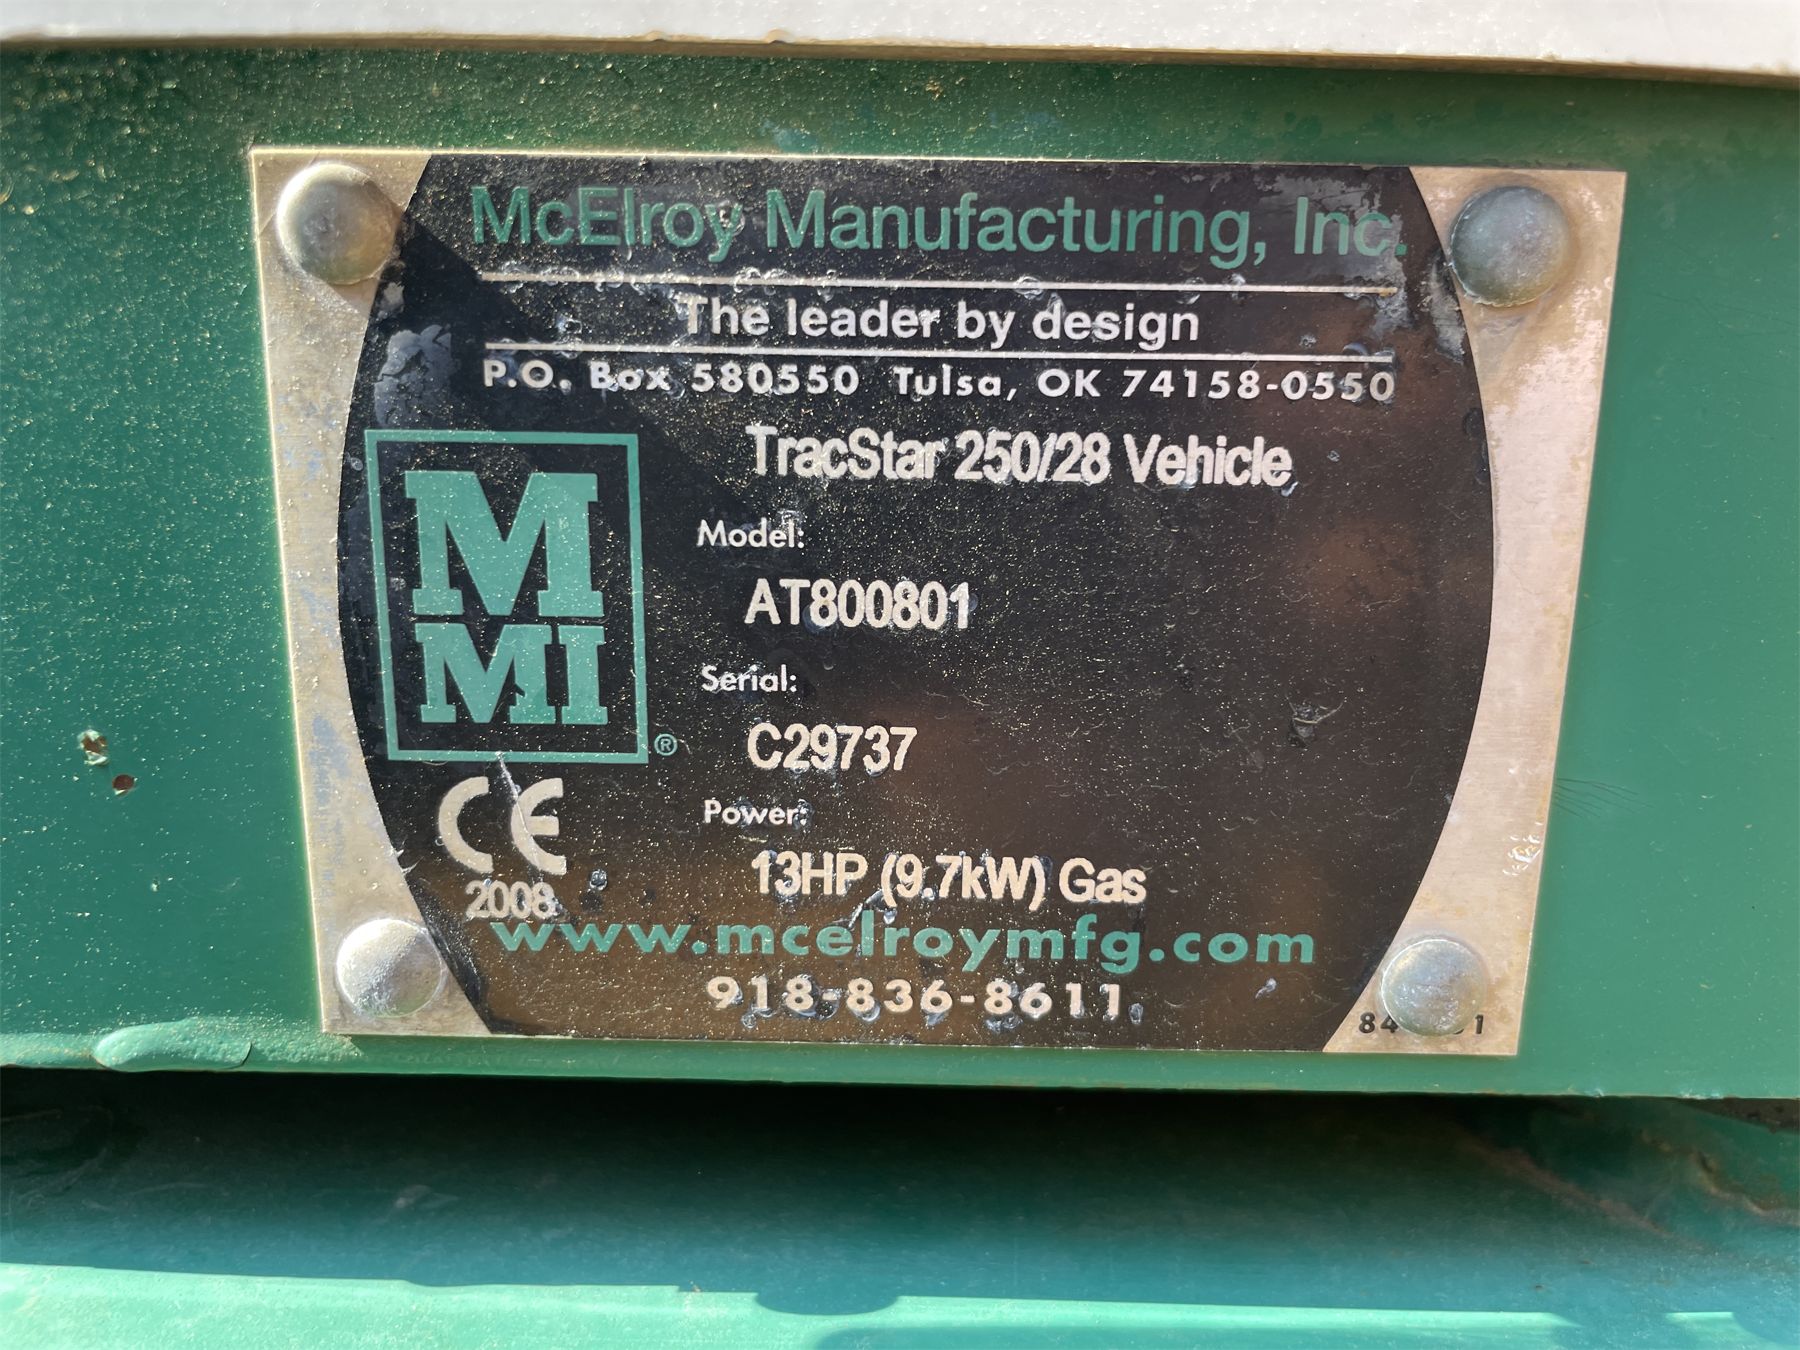 McElroy Manufacturing, Inc.
The leader by design
P.O. Box 580550 Tulsa, OK 74158-0550
TracStar 250/28 Vehicle
M
MI
®
Model:
AT800801
Serial:
C29737
Power:
13HP (9.7kW) Gas
CE
2008
www.mcelroymfg.com
918-836-8611